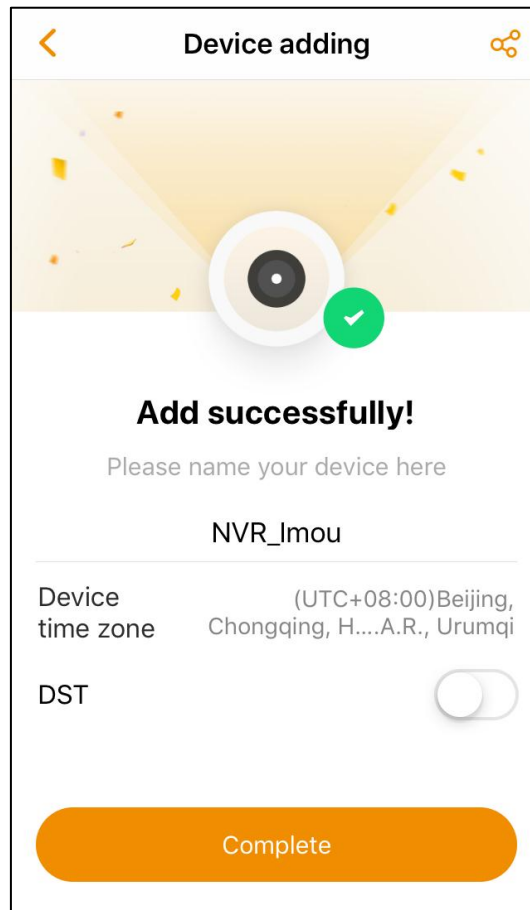 Device adding
Add successfully!
Please name your device here
NVR_Imou
Device
time zone
(UTC+08:00)Beijing,
Chongqing, H....A.R., Urumqi
DST
Complete